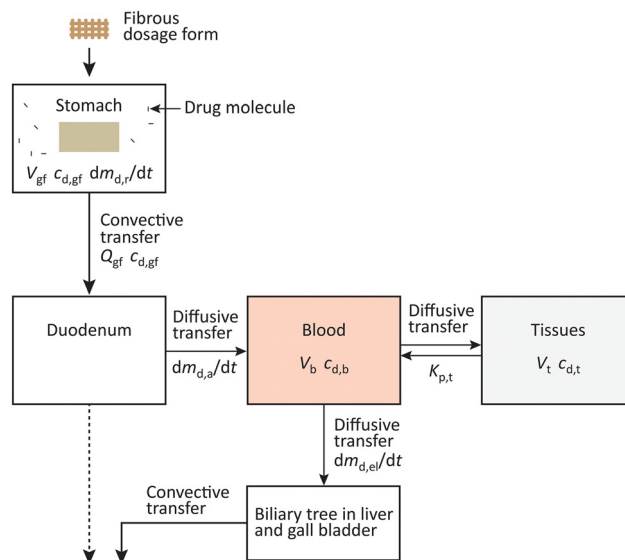 Fibrous
dosage form
Stomach
Drug molecule
V_gf c_d,gf dm_d,r/dt
Convective
transfer
Q_gf c_d,gf
Duodenum
Diffusive
transfer
dm_d,a/dt
Blood
V_b c_d,b
Diffusive
transfer
K_p,t
Tissues
V_t c_d,t
Diffusive
transfer
dm_d,el/dt
Convective
transfer
Biliary tree in liver
and gall bladder